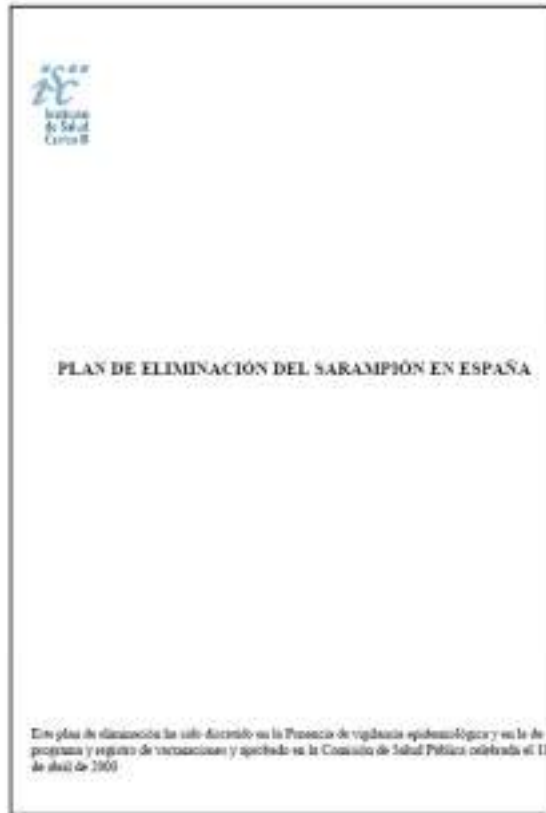 isc
Instituto
de Salud
Carlos III
PLAN DE ELIMINACIÓN DEL SARAMPIÓN EN ESPAÑA
Este plan de eliminación ha sido discutido en la Ponencia de vigilancia epidemiológica y en la de
programa y registro de vacunaciones y aprobado en la Comisión de Salud Pública celebrada el
de abril de 2000